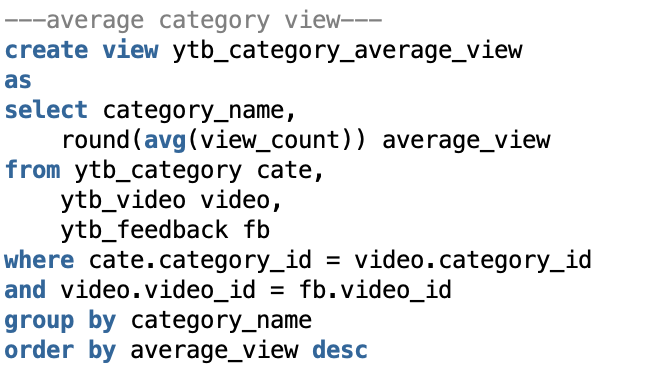 ---average category view---
create view ytb_category_average_view
as
select category_name,
    round(avg(view_count)) average_view
from ytb_category cate,
    ytb_video video,
    ytb_feedback fb
where cate.category_id = video.category_id
and video.video_id = fb.video_id
group by category_name
order by average_view desc